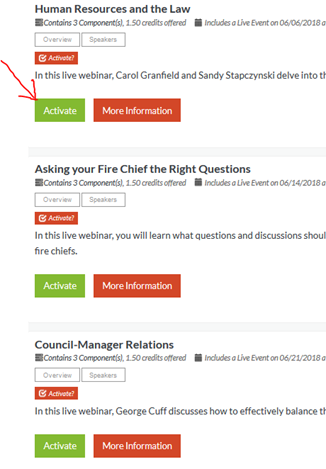 Human Resources and the Law
Contains 3 Component(s), 1.50 credits offered Includes a Live Event on 06/06/2018 a
Overview Speakers
Activate?
In this live webinar, Carol Granfield and Sandy Stapczynski delve into th
Activate More Information
Asking your Fire Chief the Right Questions
Contains 3 Component(s), 1.50 credits offered Includes a Live Event on 06/14/2018 a
Overview Speakers
Activate?
In this live webinar, you will learn what questions and discussions shoul
fire chiefs.
Activate More Information
Council-Manager Relations
Contains 3 Component(s), 1.50 credits offered Includes a Live Event on 06/21/2018 a
Overview Speakers
Activate?
In this live webinar, George Cuff discusses how to effectively balance th
Activate More Information